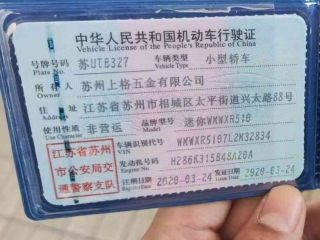 中华人民共和国机动车行驶证
Vehicle License of the People's Republic of China
号牌号码 Plate No. 苏UTB327 车辆类型 Vehicle Type 小型轿车
所有人 Owner 苏州上格五金有限公司
住址 Address 江苏省苏州市相城区太平街道兴太路88号
使用性质 Use Character 非营运 品牌型号 Model 迷你WMWXR510
江苏省苏州市公安局交通警察支队
车辆识别代号 VIN WMWXR5107L2M32834
发动机号码 Engine No. H286K315B48A20A
注册日期 Register Date 2020-03-24 发证日期 Issue Date 2020-03-24